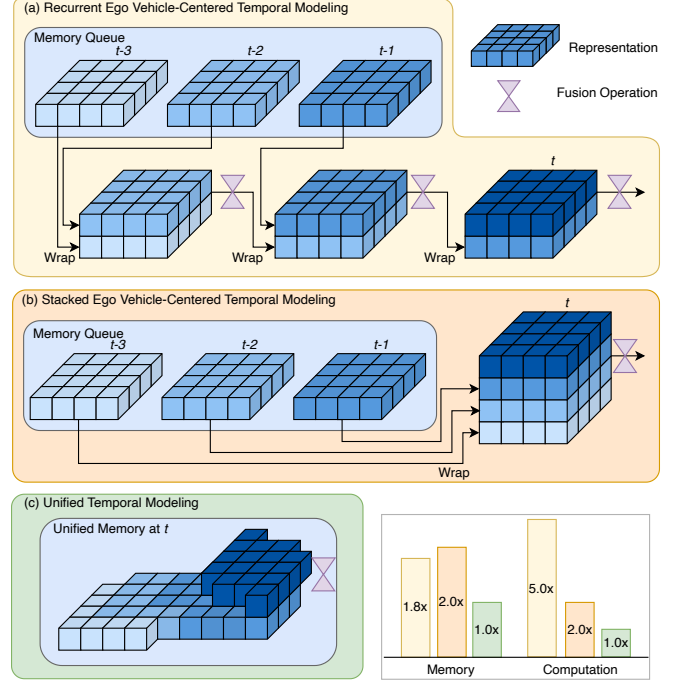 (a) Recurrent Ego Vehicle-Centered Temporal Modeling
Memory Queue
t-3
t-2
t-1
Representation
Fusion Operation
t
Wrap
Wrap
Wrap
(b) Stacked Ego Vehicle-Centered Temporal Modeling
t
Memory Queue
t-3
t-2
t-1
Wrap
(c) Unified Temporal Modeling
Unified Memory at t
1.8x
2.0x
1.0x
5.0x
2.0x
1.0x
Memory
Computation